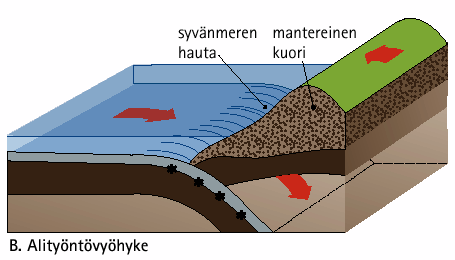 syvänmeren
hauta
mantereinen
kuori
B. Alityöntövyöhyke